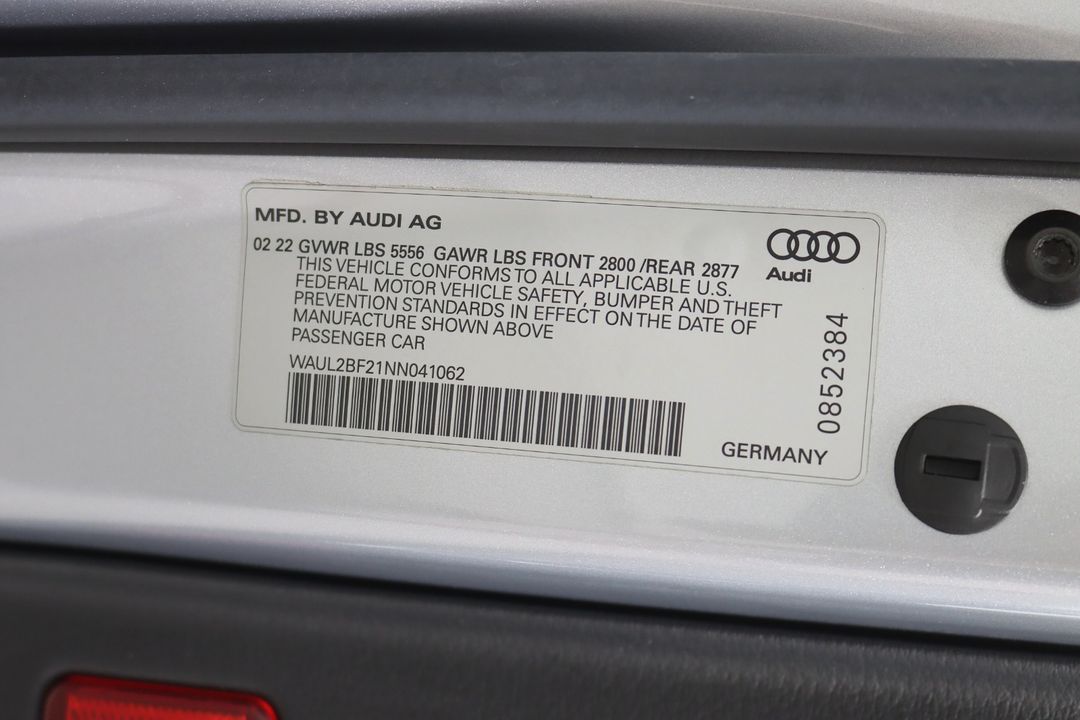 MFD. BY AUDI AG
02 22 GVWR LBS 5556 GAWR LBS FRONT 2800 /REAR 2877
THIS VEHICLE CONFORMS TO ALL APPLICABLE U.S.
FEDERAL MOTOR VEHICLE SAFETY, BUMPER AND THEFT
PREVENTION STANDARDS IN EFFECT ON THE DATE OF
MANUFACTURE SHOWN ABOVE
PASSENGER CAR
WAUL2BF21NN041062
Audi
0852384
GERMANY